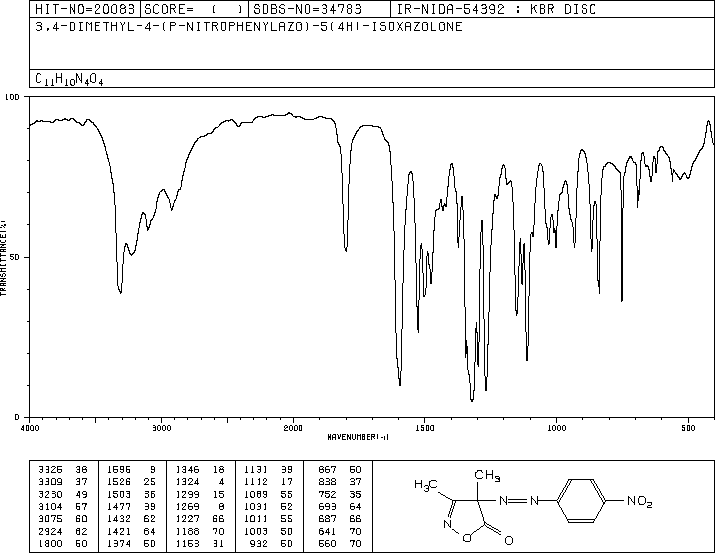 HIT-NO=20083 SCORE= ( ) SDBS-NO=34783 IR-NIDA-54392 : KBR DISC
3,4-DIMETHYL-4-(P-NITROPHENYLAZO)-5(4H)-ISOXAZOLONE
C11H10N4O4
100
50
0
TRANSMITTANCE(%)
4000 3000 2000 1500 1000 500
WAVENUMBER(-1)
3325 36 1596 9 1346 18 1131 39 867 50
3309 37 1526 25 1324 4 1112 17 838 37
3230 49 1503 36 1299 15 1089 55 752 35
3104 57 1477 39 1269 8 1031 52 693 64
3075 60 1432 62 1227 66 1011 55 687 66
2924 62 1421 64 1188 70 1003 50 641 70
1800 50 1374 50 1153 31 932 50 560 70
H3C CH3 N=N NO2
N O O